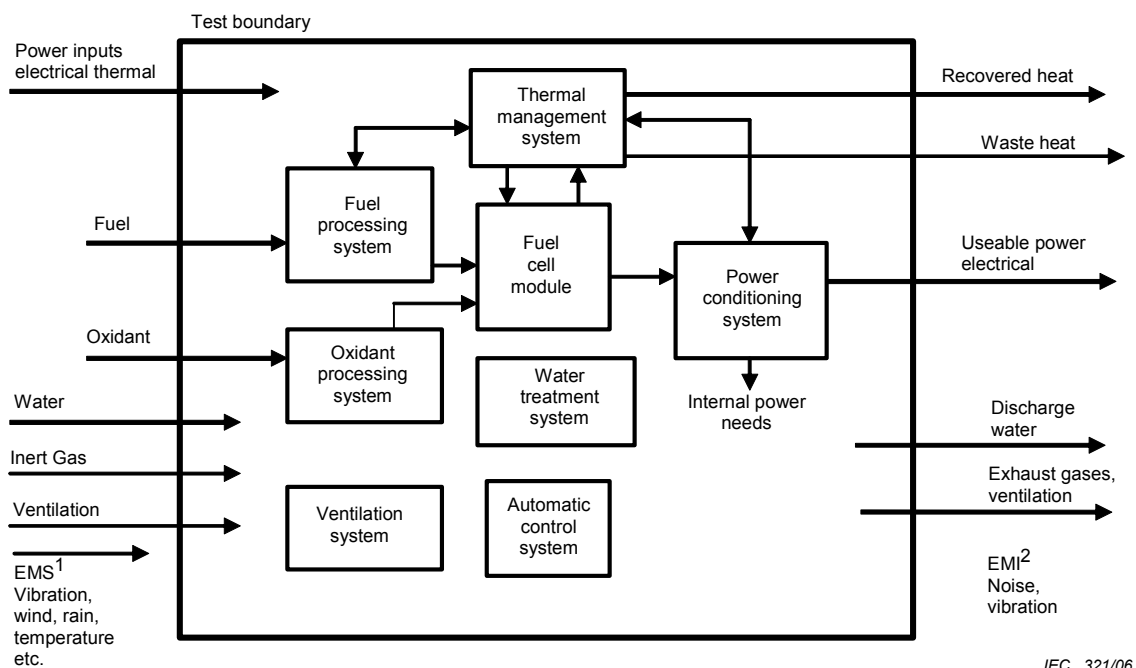 Test boundary
Power inputs
electrical thermal
Fuel
Oxidant
Water
Inert Gas
Ventilation
EMS1
Vibration,
wind, rain,
temperature
etc.
Thermal
management
system
Fuel
processing
system
Fuel
cell
module
Power
conditioning
system
Oxidant
processing
system
Water
treatment
system
Internal power
needs
Ventilation
system
Automatic
control
system
Recovered heat
Waste heat
Useable power
electrical
Discharge
water
Exhaust gases,
ventilation
EMI2
Noise,
vibration
IEC 321/06